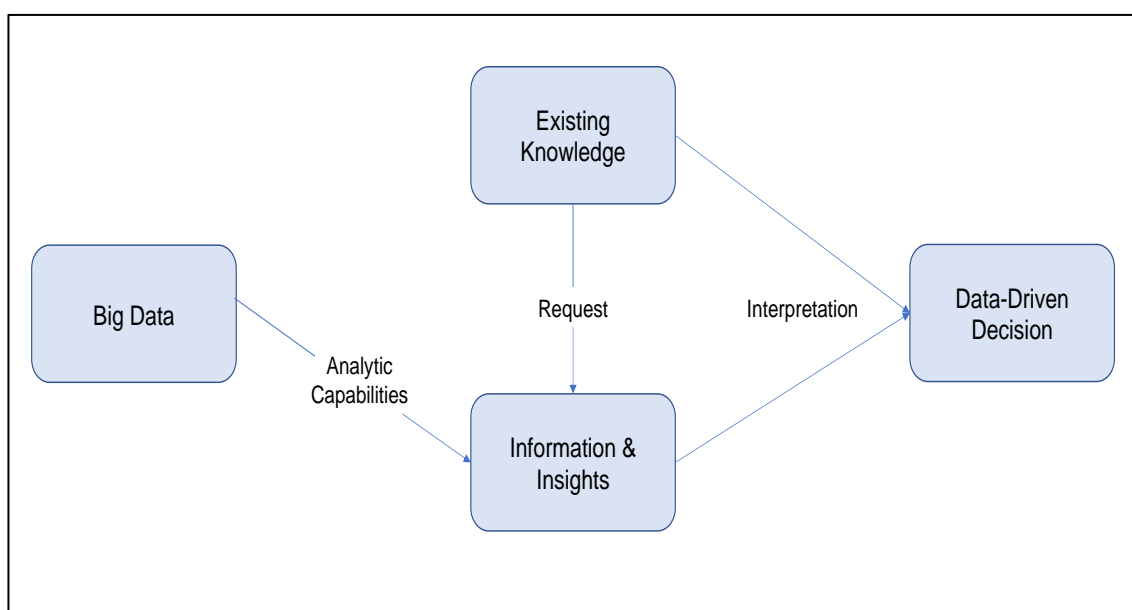 Existing
Knowledge
Big Data
Request
Interpretation
Data-Driven
Decision
Analytic
Capabilities
Information &
Insights